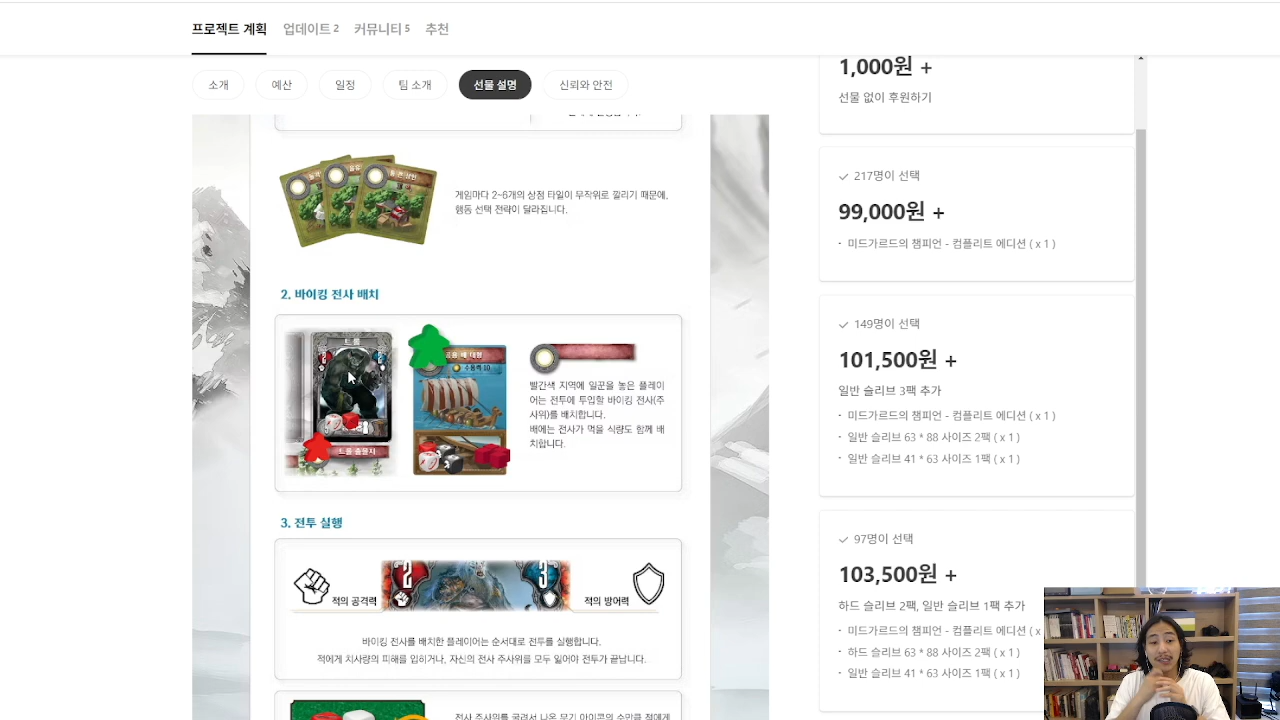 프로젝트 계획 업데이트 2 커뮤니티 5 추천
소개 예산 일정 팀 소개 선물 설명 신뢰와 안전
게임마다 2~6개의 상점 타일이 무작위로 깔리기 때문에,
행동 선택 전략이 달라집니다.
2. 바이킹 전사 배치
트롤
트롤 출몰지
수용력 10
빨간색 지역에 일꾼을 놓은 플레이
어는 전투에 투입할 바이킹 전사(주
사위)를 배치합니다.
배에는 전사가 먹을 식량도 함께 배
치합니다.
3. 전투 실행
적의 공격력
2
3
적의 방어력
바이킹 전사를 배치한 플레이어는 순서대로 전투를 실행합니다.
적에게 치사량의 피해를 입히거나, 자신의 전사 주사위를 모두 잃어야 전투가 끝납니다.
전사 주사위를 굴려서 나온 무기 아이콘의 수만큼 적에게
1,000원 +
선물 없이 후원하기
217명이 선택
99,000원 +
· 미드가르드의 챔피언 - 컴플리트 에디션 ( x 1 )
149명이 선택
101,500원 +
일반 슬리브 3팩 추가
· 미드가르드의 챔피언 - 컴플리트 에디션 ( x 1 )
· 일반 슬리브 63 * 88 사이즈 2팩 ( x 1 )
· 일반 슬리브 41 * 63 사이즈 1팩 ( x 1 )
97명이 선택
103,500원 +
하드 슬리브 2팩, 일반 슬리브 1팩 추가
· 미드가르드의 챔피언 - 컴플리트 에디션 ( x
· 하드 슬리브 63 * 88 사이즈 2팩 ( x 1 )
· 일반 슬리브 41 * 63 사이즈 1팩 ( x 1 )